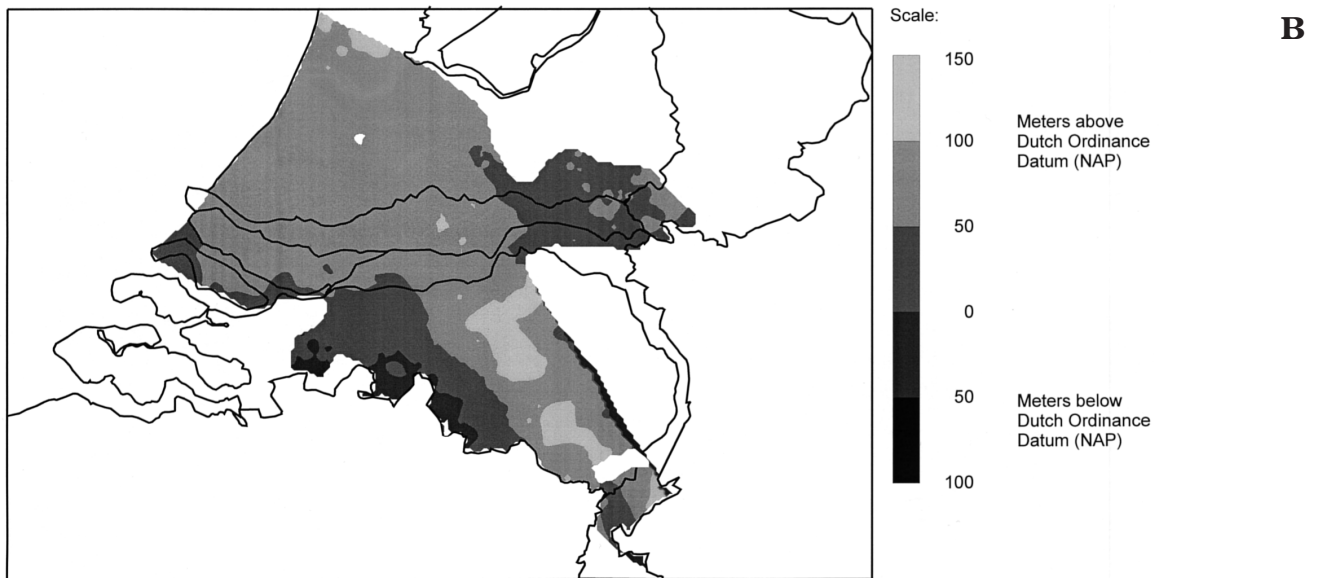 Scale:
B
150
100
Meters above
Dutch Ordinance
Datum (NAP)
50
0
50
Meters below
Dutch Ordinance
Datum (NAP)
100